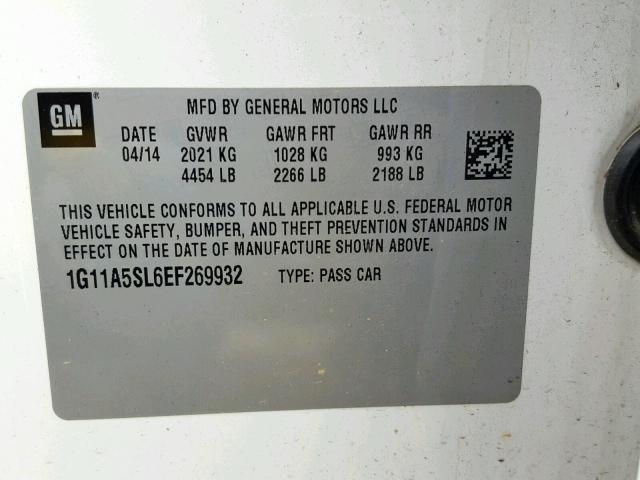 GM®
MFD BY GENERAL MOTORS LLC
DATE GVWR GAWR FRT GAWR RR
04/14 2021 KG 1028 KG 993 KG
4454 LB 2266 LB 2188 LB
THIS VEHICLE CONFORMS TO ALL APPLICABLE U.S. FEDERAL MOTOR
VEHICLE SAFETY, BUMPER, AND THEFT PREVENTION STANDARDS IN
EFFECT ON THE DATE OF MANUFACTURE SHOWN ABOVE.
1G11A5SL6EF269932 TYPE: PASS CAR